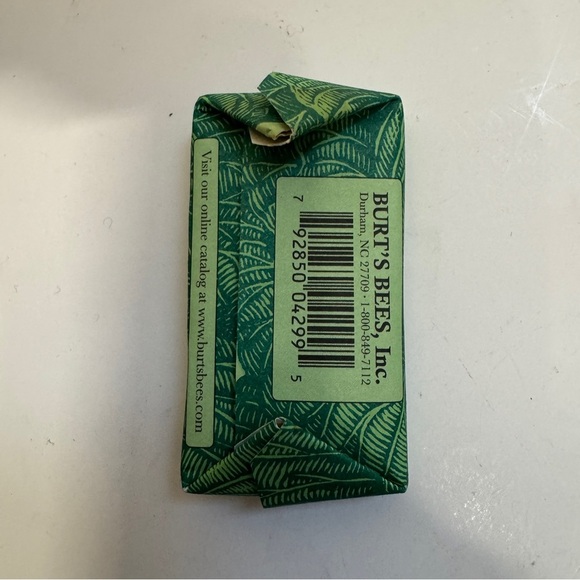 BURT'S BEES, Inc.
Durham, NC 27709 · 1-800-849-7112
7 92850 04299 5
Visit our online catalog at www.burtsbees.com